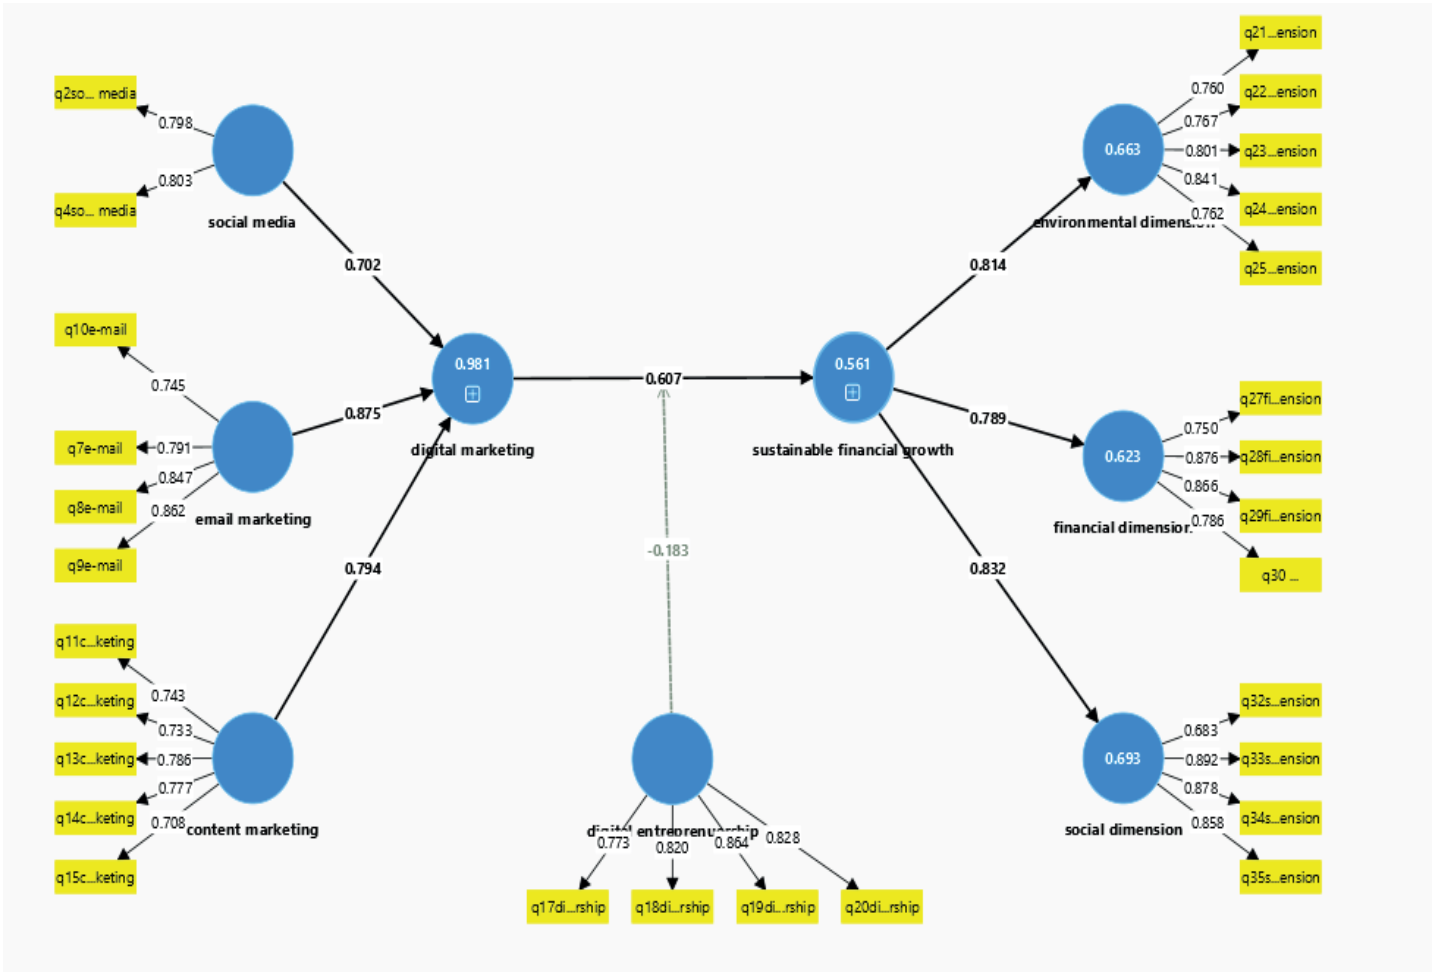 q21...ension
0.760
q22...ension
0.767
0.663
0.801
q23...ension
0.841
q24...ension
0.762
environmental dimens...
q25...ension
q2so... media
0.798
0.803
q4so... media
social media
0.702
0.814
q10e-mail
0.745
q7e-mail
0.791
0.847
q8e-mail
0.862
email marketing
q9e-mail
0.875
0.981
digital marketing
0.607
0.561
sustainable financial growth
0.789
q27fi...ension
0.750
0.623
0.876
q28fi...ension
0.866
q29fi...ension
0.786
financial dimension
q30 ...
-0.183
0.794
0.832
q11c...keting
0.743
q12c...keting
0.733
q13c...keting
0.786
0.777
q14c...keting
0.708
content marketing
q15c...keting
digital entreprenuership
0.773
0.820
0.864
0.828
q17di...rship
q18di...rship
q19di...rship
q20di...rship
q32s...ension
0.683
0.693
0.892
q33s...ension
0.878
q34s...ension
0.858
social dimension
q35s...ension